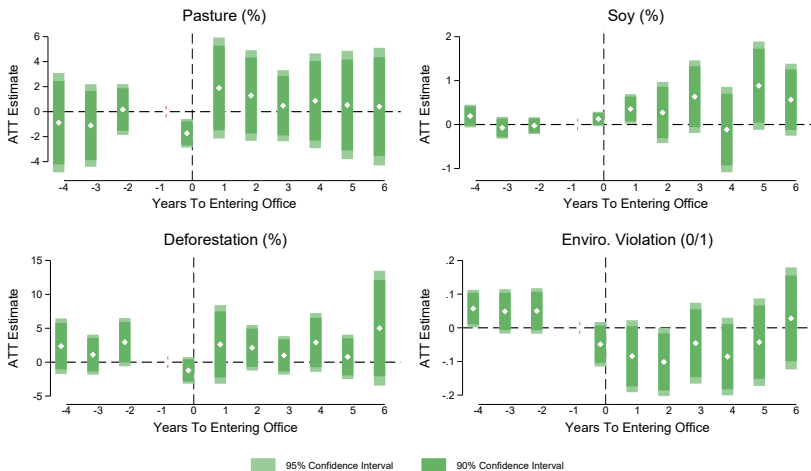 Pasture (%)
ATT Estimate
6
4
2
0
-2
-4
-4 -3 -2 -1 0 1 2 3 4 5 6
Years To Entering Office
Soy (%)
ATT Estimate
2
1
0
-1
-4 -3 -2 -1 0 1 2 3 4 5 6
Years To Entering Office
Deforestation (%)
ATT Estimate
15
10
5
0
-5
-4 -3 -2 -1 0 1 2 3 4 5 6
Years To Entering Office
Enviro. Violation (0/1)
ATT Estimate
.2
.1
0
-.1
-.2
-4 -3 -2 -1 0 1 2 3 4 5 6
Years To Entering Office
95% Confidence Interval 90% Confidence Interval